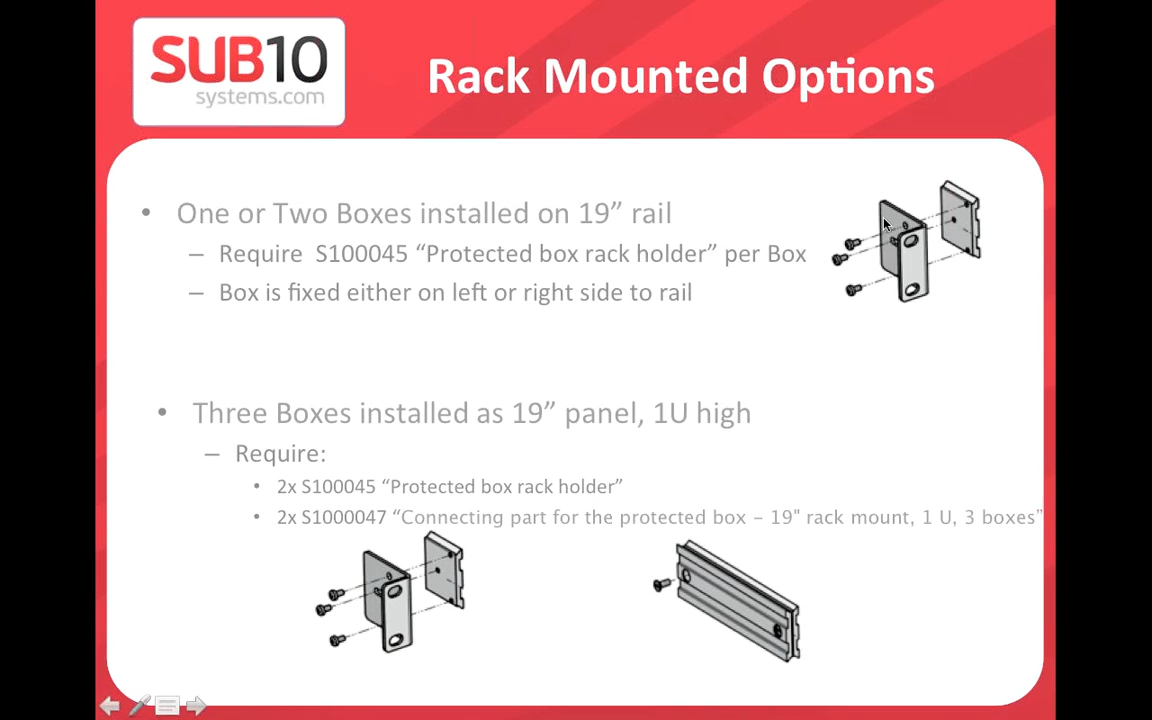 SUB10
systems.com
Rack Mounted Options
• One or Two Boxes installed on 19” rail
– Require S100045 “Protected box rack holder” per Box
– Box is fixed either on left or right side to rail
• Three Boxes installed as 19” panel, 1U high
– Require:
• 2x S100045 “Protected box rack holder”
• 2x S1000047 “Connecting part for the protected box – 19" rack mount, 1 U, 3 boxes”